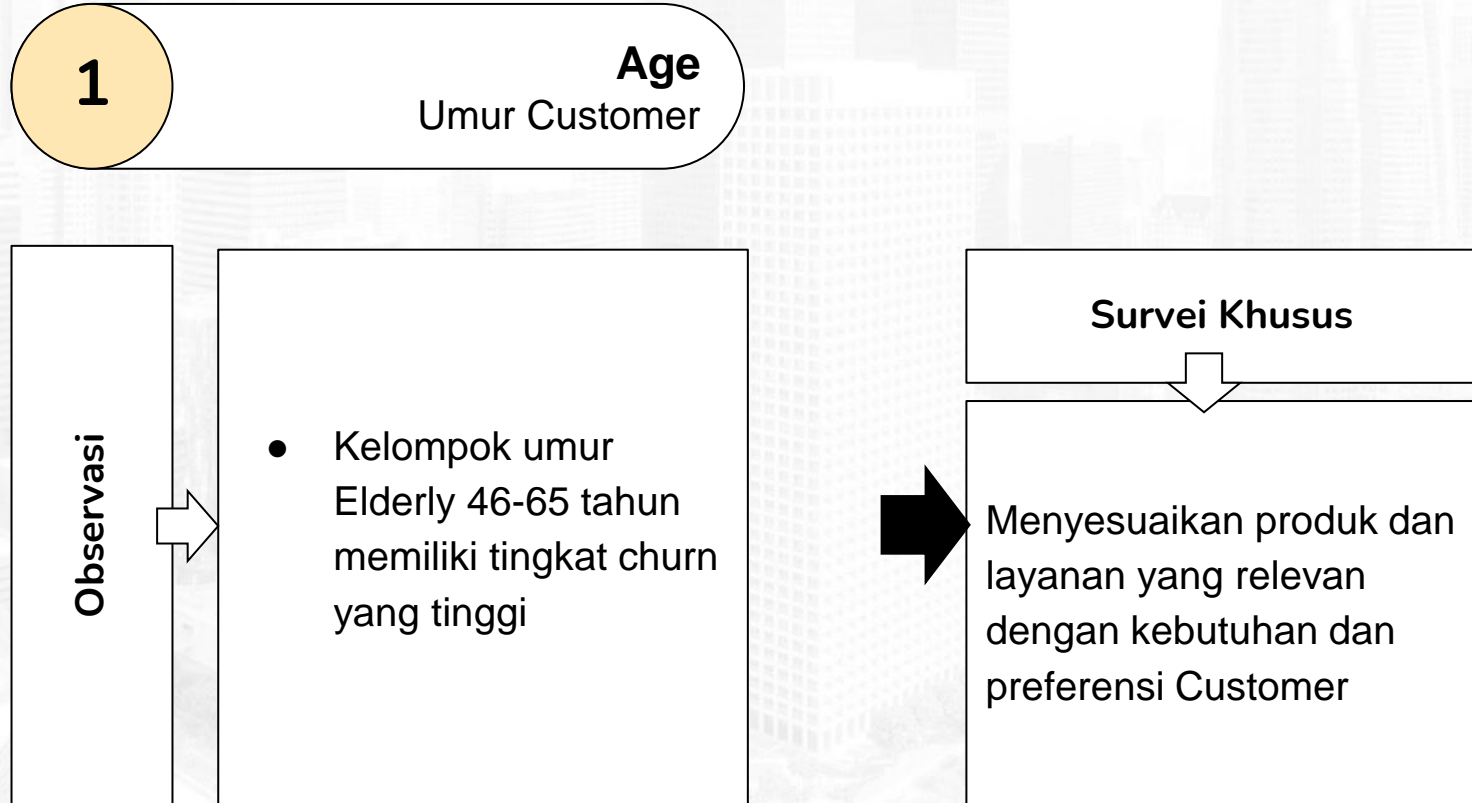 1
Age
Umur Customer
Observasi
● Kelompok umur
Elderly 46-65 tahun
memiliki tingkat churn
yang tinggi
Survei Khusus
Menyesuaikan produk dan
layanan yang relevan
dengan kebutuhan dan
preferensi Customer